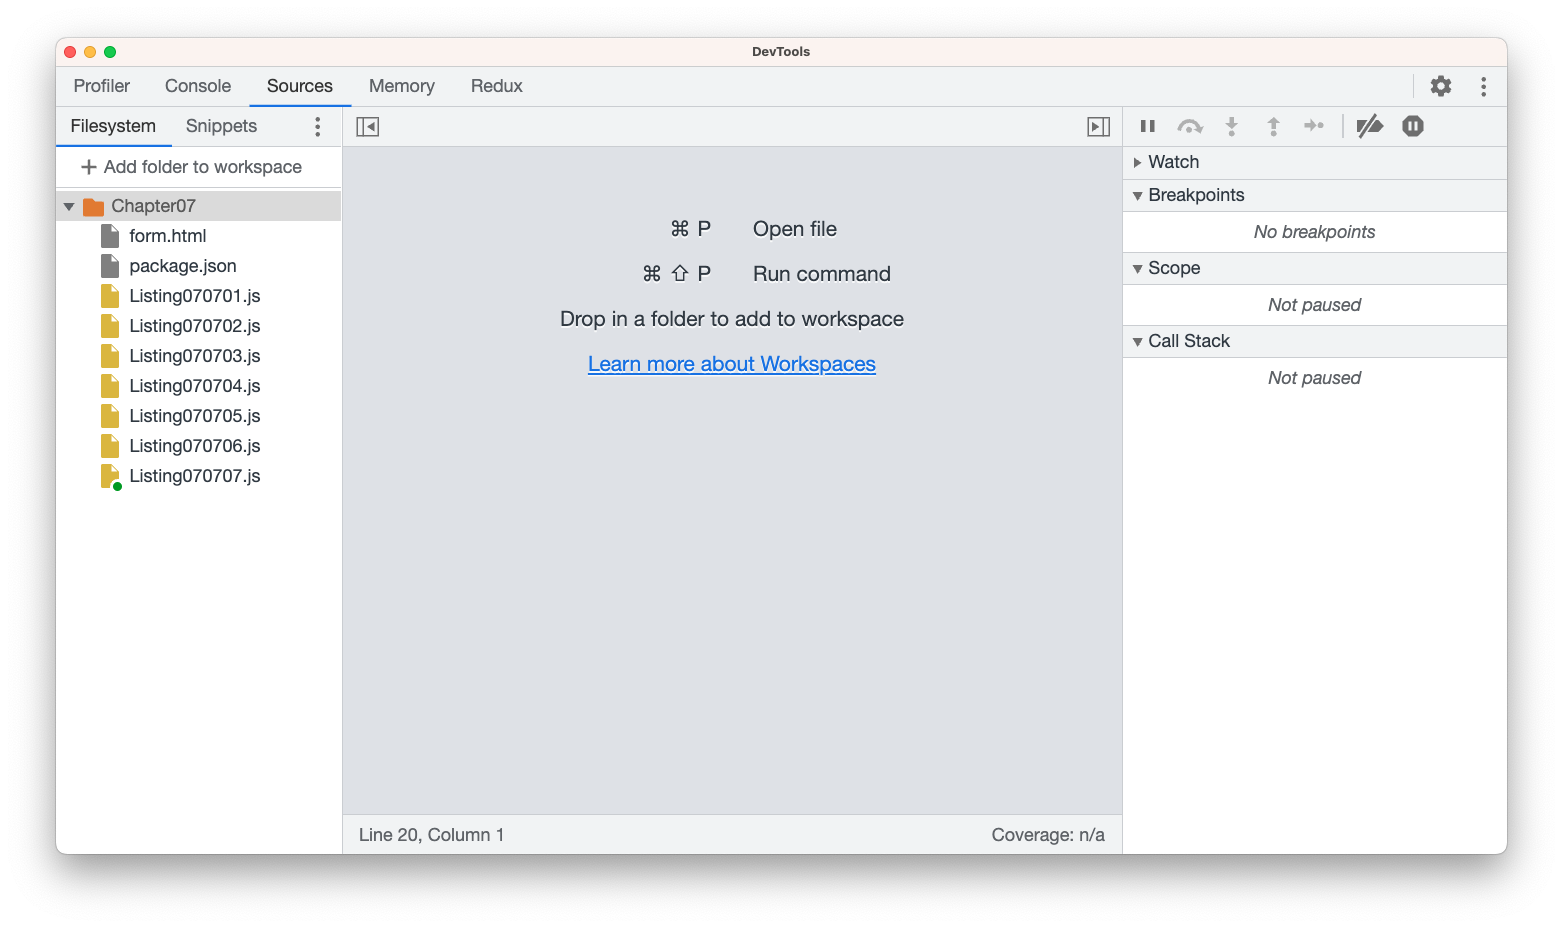 DevTools
Profiler Console Sources Memory Redux
Filesystem Snippets
+ Add folder to workspace
Chapter07
form.html
package.json
Listing070701.js
Listing070702.js
Listing070703.js
Listing070704.js
Listing070705.js
Listing070706.js
Listing070707.js
⌘ P Open file
⌘ ⇧ P Run command
Drop in a folder to add to workspace
Learn more about Workspaces
Line 20, Column 1
Coverage: n/a
Watch
Breakpoints
No breakpoints
Scope
Not paused
Call Stack
Not paused